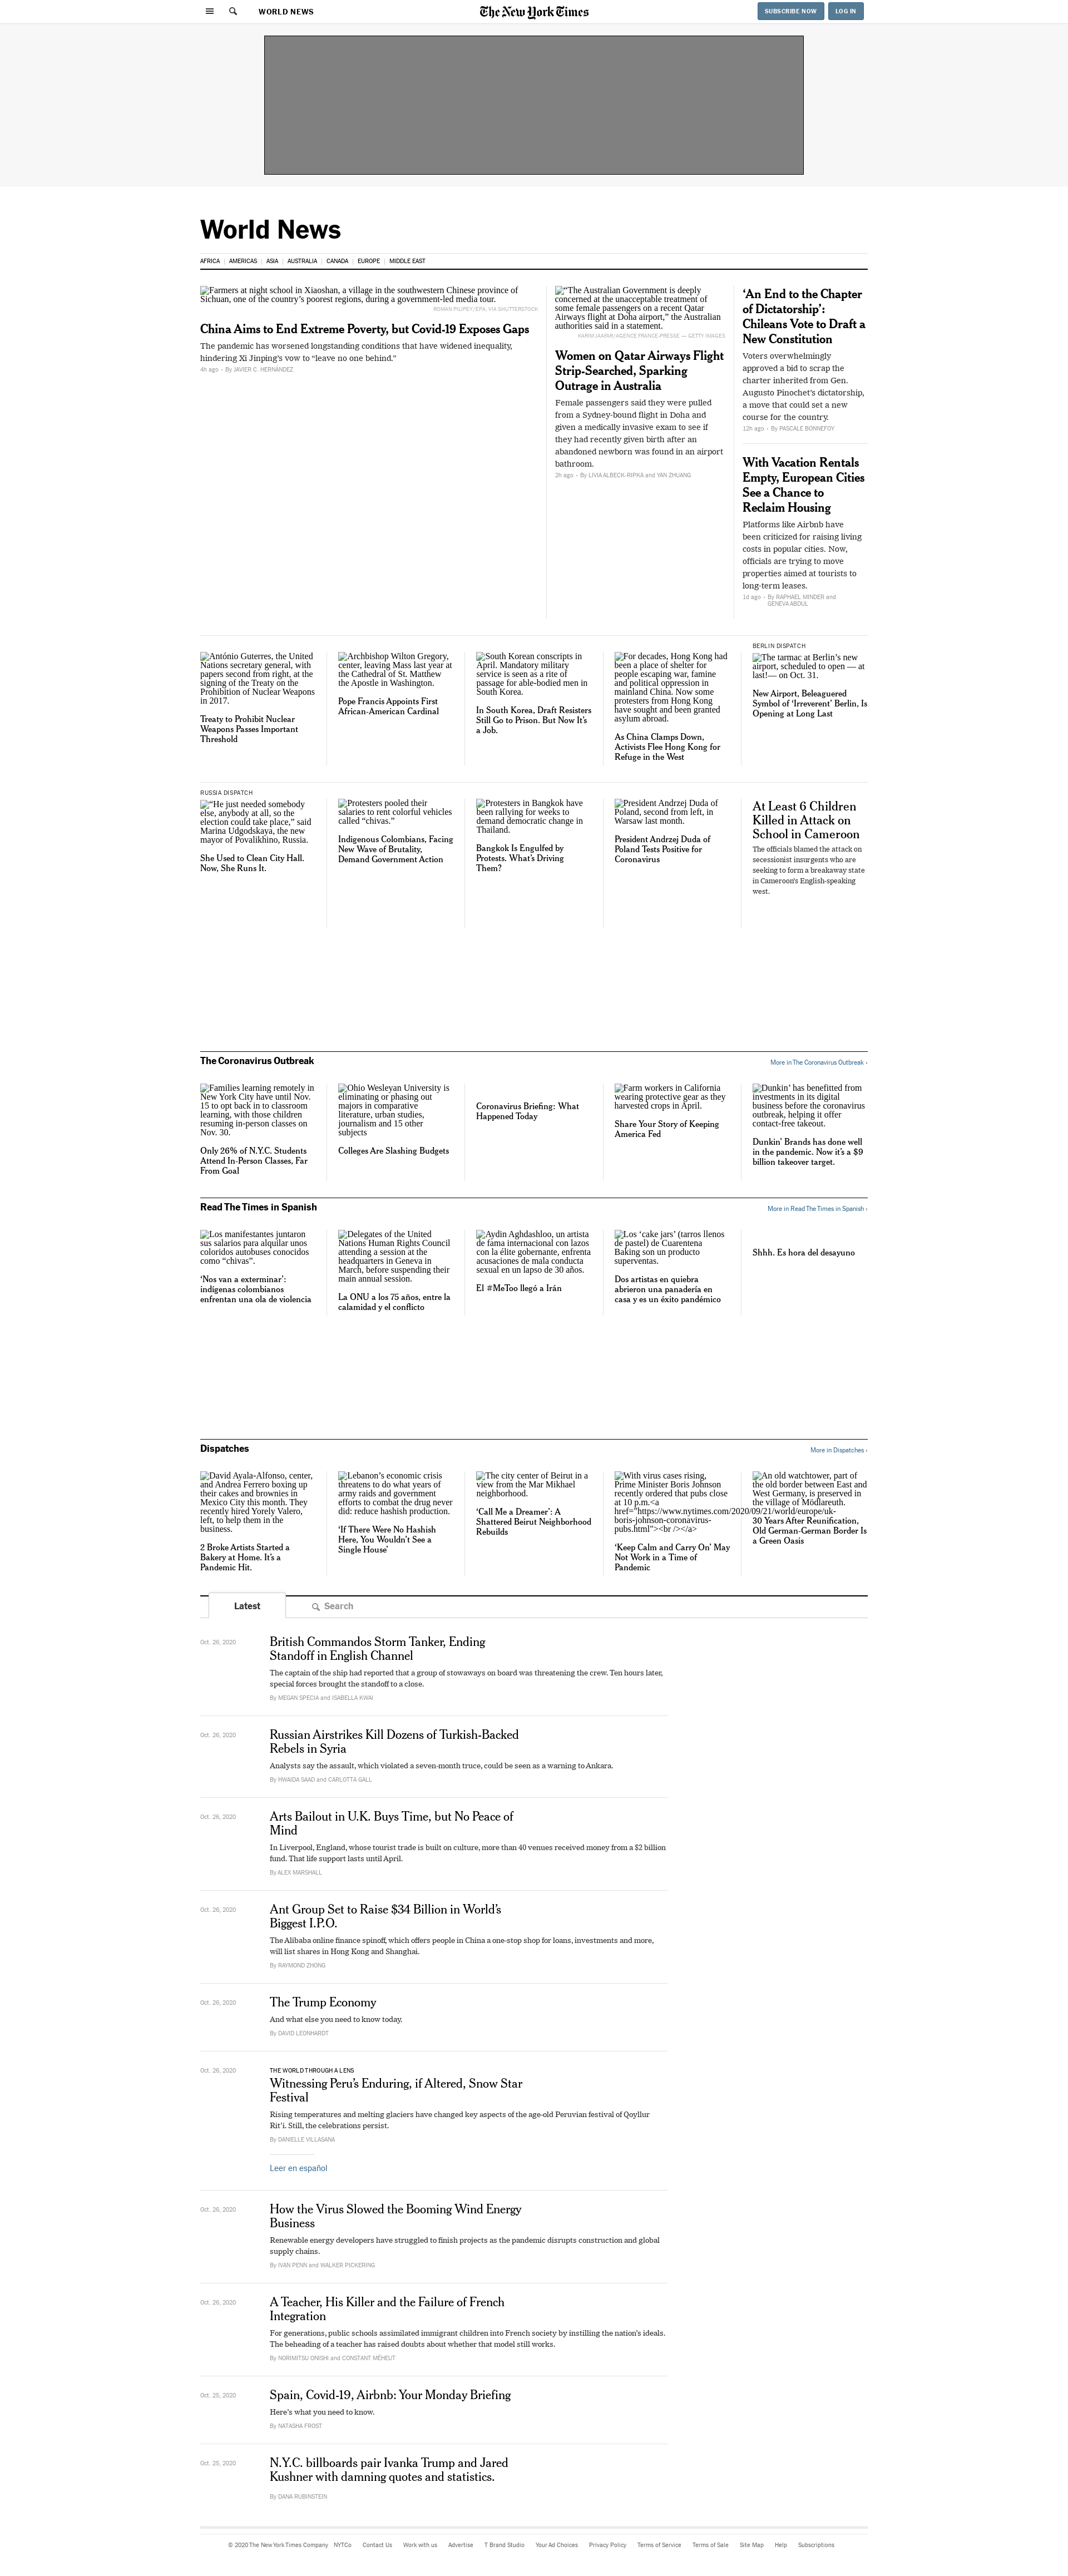 WORLD NEWS
The New York Times
SUBSCRIBE NOW
LOG IN
World News
AFRICA | AMERICAS | ASIA | AUSTRALIA | CANADA | EUROPE | MIDDLE EAST
Farmers at night school in Xiaoshan, a village in the southwestern Chinese province of
Sichuan, one of the country’s poorest regions, during a government-led media tour.
ROMAN PILIPEY/EPA, VIA SHUTTERSTOCK
China Aims to End Extreme Poverty, but Covid-19 Exposes Gaps
The pandemic has worsened longstanding conditions that have widened inequality,
hindering Xi Jinping’s vow to “leave no one behind.”
4h ago • By JAVIER C. HERNÁNDEZ
“The Australian Government is deeply
concerned at the unacceptable treatment of
some female passengers on a recent Qatar
Airways flight at Doha airport,” the Australian
authorities said in a statement.
KARIM JAAFAR/AGENCE FRANCE-PRESSE — GETTY IMAGES
Women on Qatar Airways Flight
Strip-Searched, Sparking
Outrage in Australia
Female passengers said they were pulled
from a Sydney-bound flight in Doha and
given a medically invasive exam to see if
they had recently given birth after an
abandoned newborn was found in an airport
bathroom.
2h ago • By LIVIA ALBECK-RIPKA and YAN ZHUANG
‘An End to the Chapter
of Dictatorship’:
Chileans Vote to Draft a
New Constitution
Voters overwhelmingly
approved a bid to scrap the
charter inherited from Gen.
Augusto Pinochet’s dictatorship,
a move that could set a new
course for the country.
12h ago • By PASCALE BONNEFOY
With Vacation Rentals
Empty, European Cities
See a Chance to
Reclaim Housing
Platforms like Airbnb have
been criticized for raising living
costs in popular cities. Now,
officials are trying to move
properties aimed at tourists to
long-term leases.
1d ago • By RAPHAEL MINDER and
GENEVA ABDUL
António Guterres, the United
Nations secretary general, with
papers second from right, at the
signing of the Treaty on the
Prohibition of Nuclear Weapons
in 2017.
Treaty to Prohibit Nuclear
Weapons Passes Important
Threshold
Archbishop Wilton Gregory,
center, leaving Mass last year at
the Cathedral of St. Matthew
the Apostle in Washington.
Pope Francis Appoints First
African-American Cardinal
South Korean conscripts in
April. Mandatory military
service is seen as a rite of
passage for able-bodied men in
South Korea.
In South Korea, Draft Resisters
Still Go to Prison. But Now It’s
a Job.
For decades, Hong Kong had
been a place of shelter for
people escaping war, famine
and political oppression in
mainland China. Now some
protesters from Hong Kong
have sought and been granted
asylum abroad.
As China Clamps Down,
Activists Flee Hong Kong for
Refuge in the West
BERLIN DISPATCH
The tarmac at Berlin’s new
airport, scheduled to open — at
last!— on Oct. 31.
New Airport, Beleaguered
Symbol of ‘Irreverent’ Berlin, Is
Opening at Long Last
RUSSIA DISPATCH
“He just needed somebody
else, anybody at all, so the
election could take place,” said
Marina Udgodskaya, the new
mayor of Povalikhino, Russia.
She Used to Clean City Hall.
Now, She Runs It.
Protesters pooled their
salaries to rent colorful vehicles
called “chivas.”
Indigenous Colombians, Facing
New Wave of Brutality,
Demand Government Action
Protesters in Bangkok have
been rallying for weeks to
demand democratic change in
Thailand.
Bangkok Is Engulfed by
Protests. What’s Driving
Them?
President Andrzej Duda of
Poland, second from left, in
Warsaw last month.
President Andrzej Duda of
Poland Tests Positive for
Coronavirus
At Least 6 Children
Killed in Attack on
School in Cameroon
The officials blamed the attack on
secessionist insurgents who are
seeking to form a breakaway state
in Cameroon’s English-speaking
west.
The Coronavirus Outbreak
More in The Coronavirus Outbreak ›
Families learning remotely in
New York City have until Nov.
15 to opt back in to classroom
learning, with those children
resuming in-person classes on
Nov. 30.
Only 26% of N.Y.C. Students
Attend In-Person Classes, Far
From Goal
Ohio Wesleyan University is
eliminating or phasing out
majors in comparative
literature, urban studies,
journalism and 15 other
subjects
Colleges Are Slashing Budgets
Coronavirus Briefing: What
Happened Today
Farm workers in California
wearing protective gear as they
harvested crops in April.
Share Your Story of Keeping
America Fed
Dunkin’ has benefitted from
investments in its digital
business before the coronavirus
outbreak, helping it offer
contact-free takeout.
Dunkin’ Brands has done well
in the pandemic. Now it’s a $9
billion takeover target.
Read The Times in Spanish
More in Read The Times in Spanish ›
Los manifestantes juntaron
sus salarios para alquilar unos
coloridos autobuses conocidos
como “chivas”.
‘Nos van a exterminar’:
indígenas colombianos
enfrentan una ola de violencia
Delegates of the United
Nations Human Rights Council
attending a session at the
headquarters in Geneva in
March, before suspending their
main annual session.
La ONU a los 75 años, entre la
calamidad y el conflicto
Aydin Aghdashloo, un artista
de fama internacional con lazos
con la élite gobernante, enfrenta
acusaciones de mala conducta
sexual en un lapso de 30 años.
El #MeToo llegó a Irán
Los ‘cake jars’ (tarros llenos
de pastel) de Cuarentena
Baking son un producto
superventas.
Dos artistas en quiebra
abrieron una panadería en
casa y es un éxito pandémico
Shhh. Es hora del desayuno
Dispatches
More in Dispatches ›
David Ayala-Alfonso, center,
and Andrea Ferrero boxing up
their cakes and brownies in
Mexico City this month. They
recently hired Yorely Valero,
left, to help them in the
business.
2 Broke Artists Started a
Bakery at Home. It’s a
Pandemic Hit.
Lebanon’s economic crisis
threatens to do what years of
army raids and government
efforts to combat the drug never
did: reduce hashish production.
‘If There Were No Hashish
Here, You Wouldn’t See a
Single House’
The city center of Beirut in a
view from the Mar Mikhael
neighborhood.
‘Call Me a Dreamer’: A
Shattered Beirut Neighborhood
Rebuilds
With virus cases rising,
Prime Minister Boris Johnson
recently ordered that pubs close
at 10 p.m.<a
href="https://www.nytimes.com/2020/09/21/world/europe/uk-
boris-johnson-coronavirus-
pubs.html"><br /></a>
‘Keep Calm and Carry On’ May
Not Work in a Time of
Pandemic
An old watchtower, part of
the old border between East and
West Germany, is preserved in
the village of Mödlareuth.
30 Years After Reunification,
Old German-German Border Is
a Green Oasis
Latest
Search
Oct. 26, 2020
British Commandos Storm Tanker, Ending
Standoff in English Channel
The captain of the ship had reported that a group of stowaways on board was threatening the crew. Ten hours later,
special forces brought the standoff to a close.
By MEGAN SPECIA and ISABELLA KWAI
Oct. 26, 2020
Russian Airstrikes Kill Dozens of Turkish-Backed
Rebels in Syria
Analysts say the assault, which violated a seven-month truce, could be seen as a warning to Ankara.
By HWAIDA SAAD and CARLOTTA GALL
Oct. 26, 2020
Arts Bailout in U.K. Buys Time, but No Peace of
Mind
In Liverpool, England, whose tourist trade is built on culture, more than 40 venues received money from a $2 billion
fund. That life support lasts until April.
By ALEX MARSHALL
Oct. 26, 2020
Ant Group Set to Raise $34 Billion in World’s
Biggest I.P.O.
The Alibaba online finance spinoff, which offers people in China a one-stop shop for loans, investments and more,
will list shares in Hong Kong and Shanghai.
By RAYMOND ZHONG
Oct. 26, 2020
The Trump Economy
And what else you need to know today.
By DAVID LEONHARDT
Oct. 26, 2020
THE WORLD THROUGH A LENS
Witnessing Peru’s Enduring, if Altered, Snow Star
Festival
Rising temperatures and melting glaciers have changed key aspects of the age-old Peruvian festival of Qoyllur
Rit’i. Still, the celebrations persist.
By DANIELLE VILLASANA
Leer en español
Oct. 26, 2020
How the Virus Slowed the Booming Wind Energy
Business
Renewable energy developers have struggled to finish projects as the pandemic disrupts construction and global
supply chains.
By IVAN PENN and WALKER PICKERING
Oct. 26, 2020
A Teacher, His Killer and the Failure of French
Integration
For generations, public schools assimilated immigrant children into French society by instilling the nation’s ideals.
The beheading of a teacher has raised doubts about whether that model still works.
By NORIMITSU ONISHI and CONSTANT MÉHEUT
Oct. 25, 2020
Spain, Covid-19, Airbnb: Your Monday Briefing
Here’s what you need to know.
By NATASHA FROST
Oct. 25, 2020
N.Y.C. billboards pair Ivanka Trump and Jared
Kushner with damning quotes and statistics.
By DANA RUBINSTEIN
© 2020 The New York Times Company NYTCo Contact Us Work with us Advertise T Brand Studio Your Ad Choices Privacy Policy Terms of Service Terms of Sale Site Map Help Subscriptions